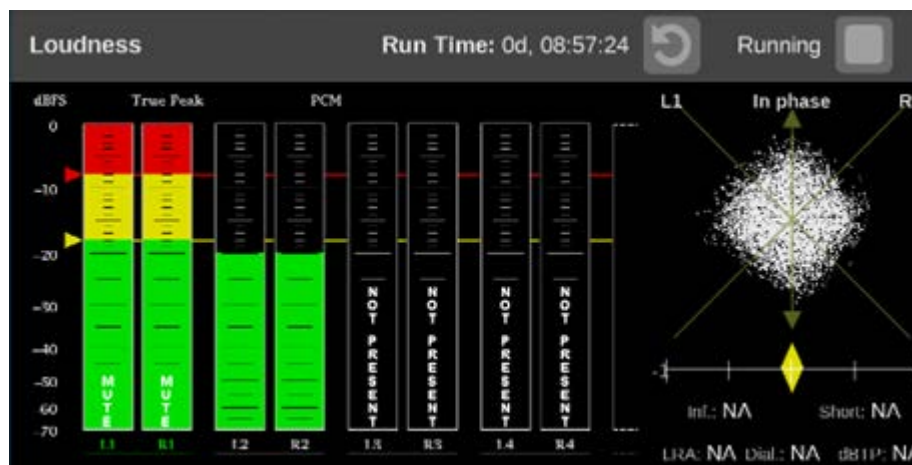 Loudness Run Time: 0d, 08:57:24 Running
dBFS True Peak PCM
0
-10
-20
-30
-40
-50
60
-70
MUTE
MUTE
NOT PRESENT
NOT PRESENT
NOT PRESENT
NOT PRESENT
L1 R1 L2 R2 L3 R3 L4 R4
L1 In phase R
-1
Inf.: NA Short: NA
LRA: NA Dial.: NA dBTP: NA